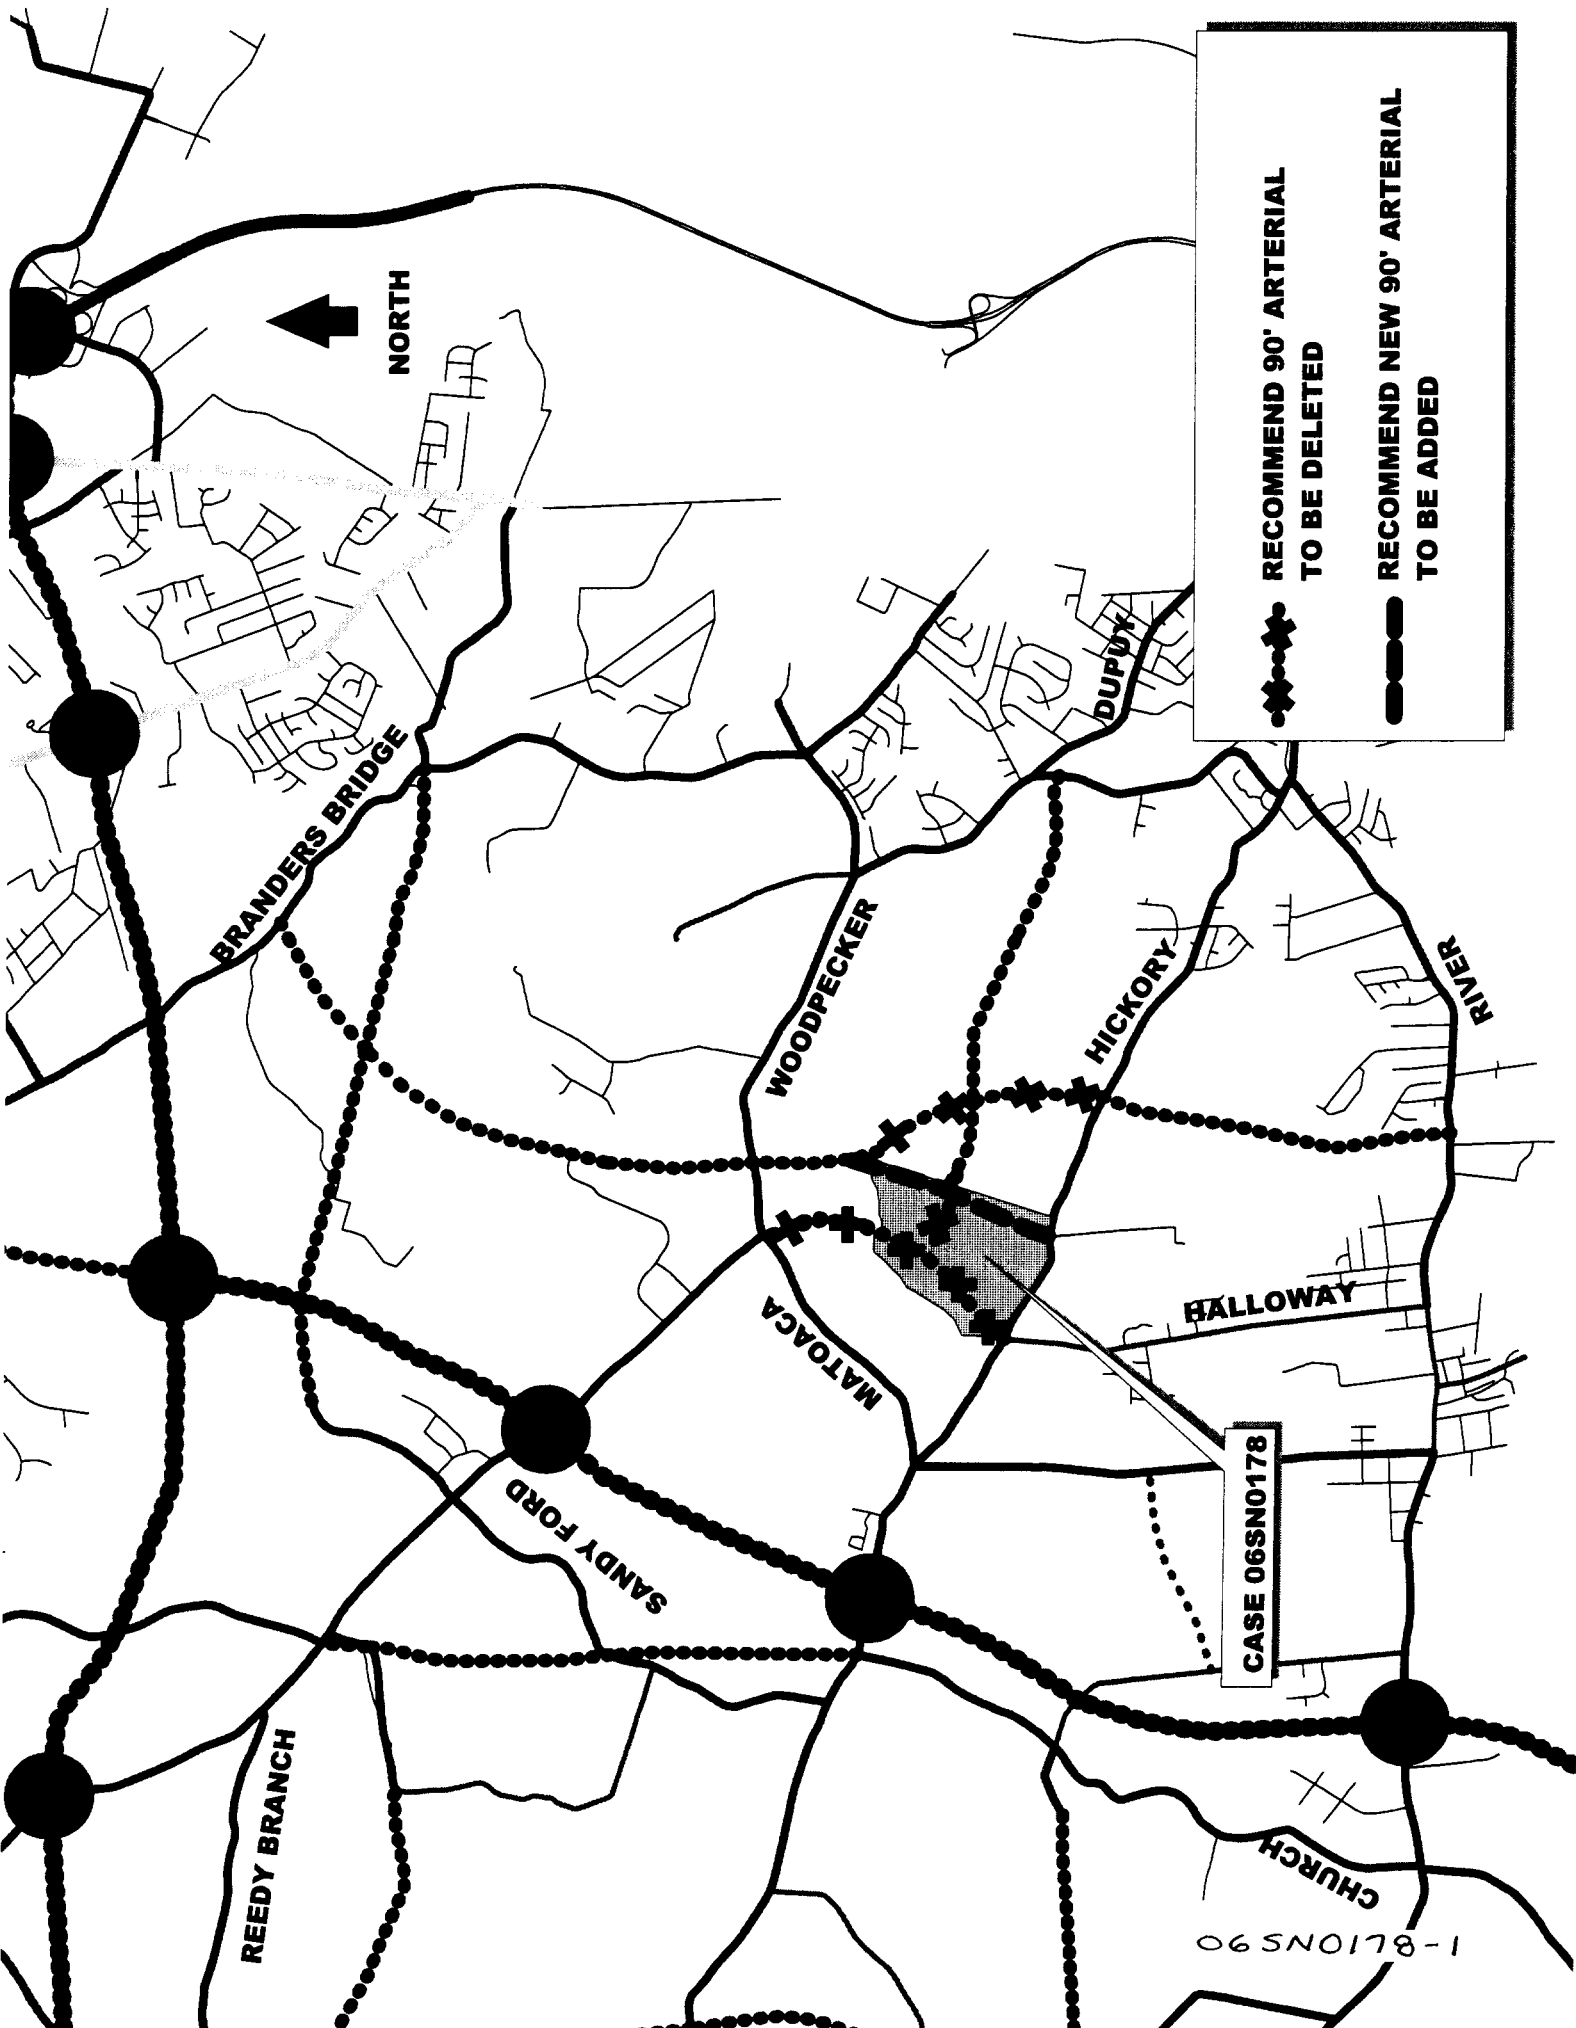 NORTH
RECOMMEND 90' ARTERIAL
TO BE DELETED
RECOMMEND NEW 90' ARTERIAL
TO BE ADDED
BRANDERS BRIDGE
DUPUY
WOODPECKER
HICKORY
RIVER
MATOACA
HALLOWAY
SANDY FORD
CASE 06SN0178
REEDY BRANCH
CHURCH
06SN0178-1